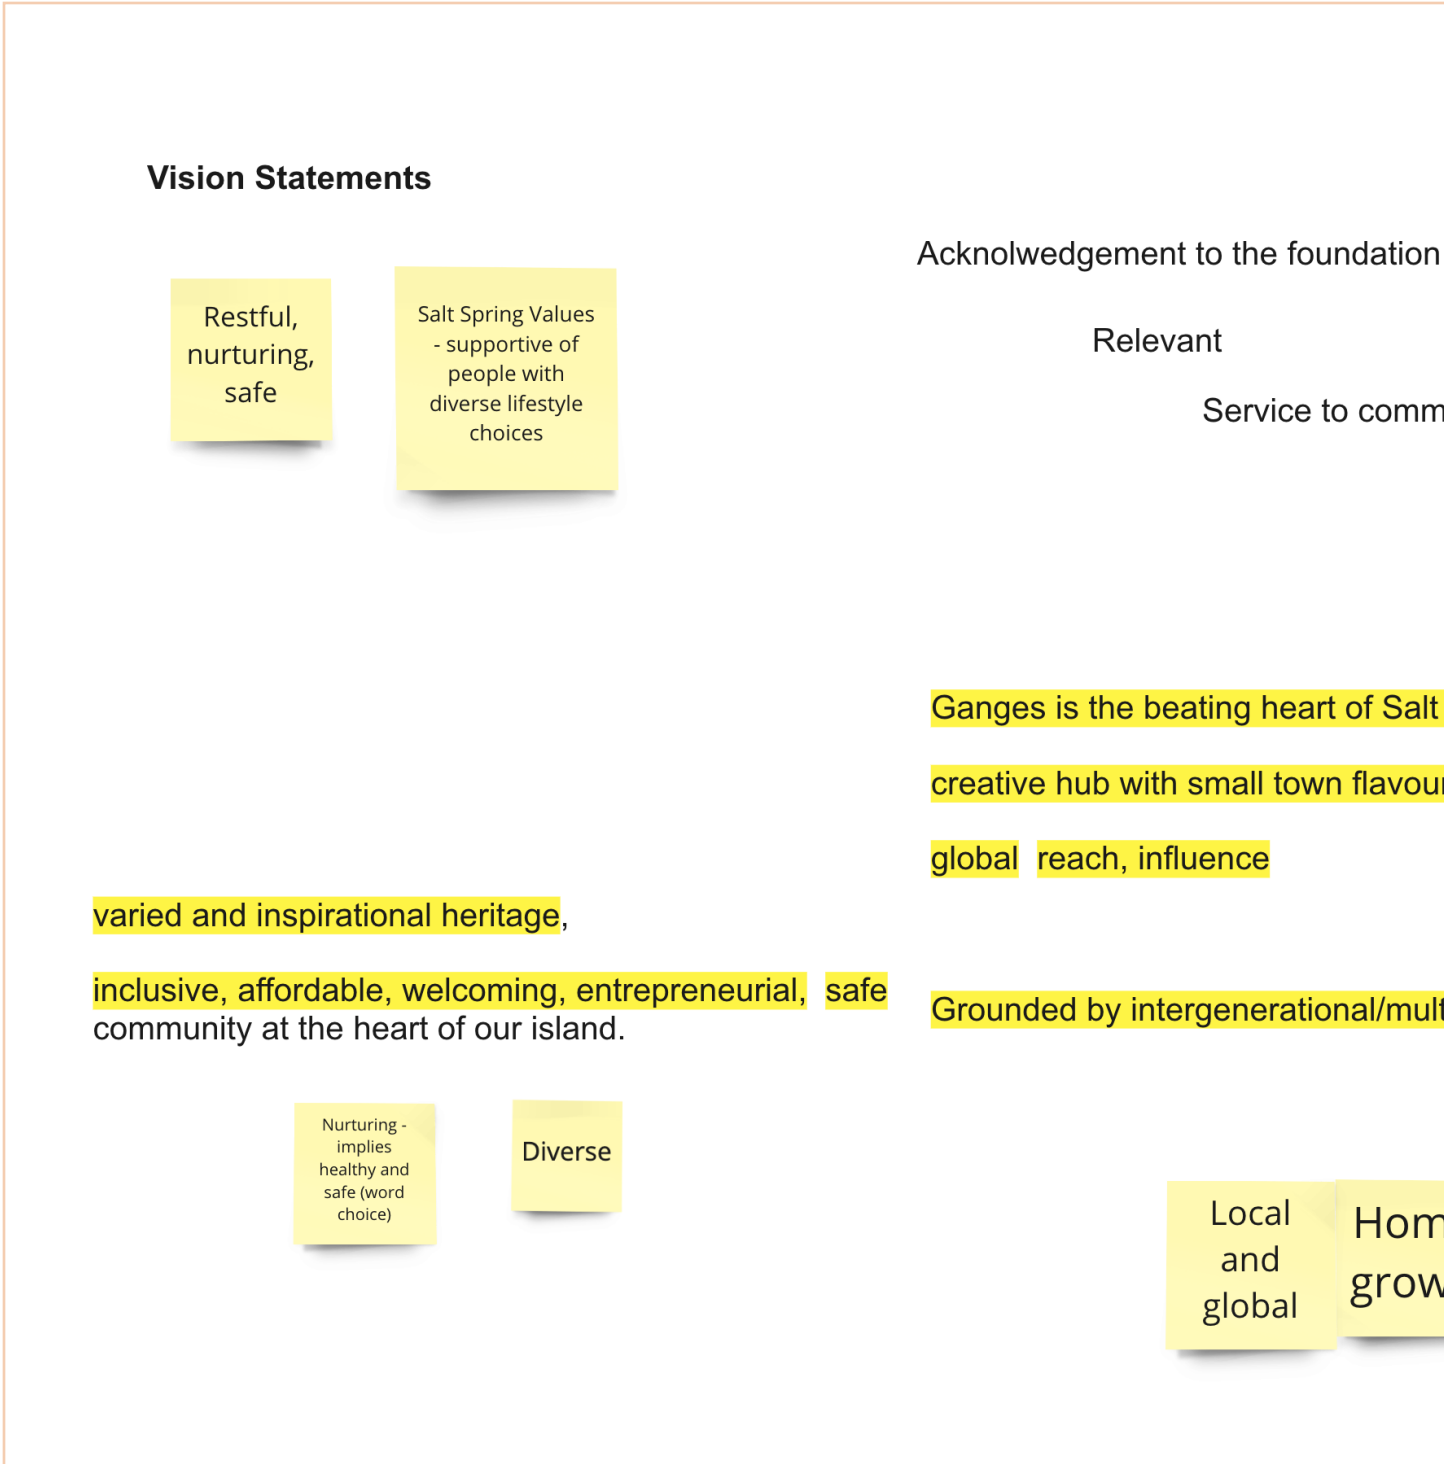 Vision Statements
Acknolwedgement to the foundation
Restful,
nurturing,
safe
Salt Spring Values
- supportive of
people with
diverse lifestyle
choices
Relevant
Service to comm
Ganges is the beating heart of Salt
creative hub with small town flavour
global reach, influence
varied and inspirational heritage,
inclusive, affordable, welcoming, entrepreneurial, safe
community at the heart of our island.
Grounded by intergenerational/mult
Nurturing -
implies
healthy and
safe (word
choice)
Diverse
Local
and
global
Hom
grow